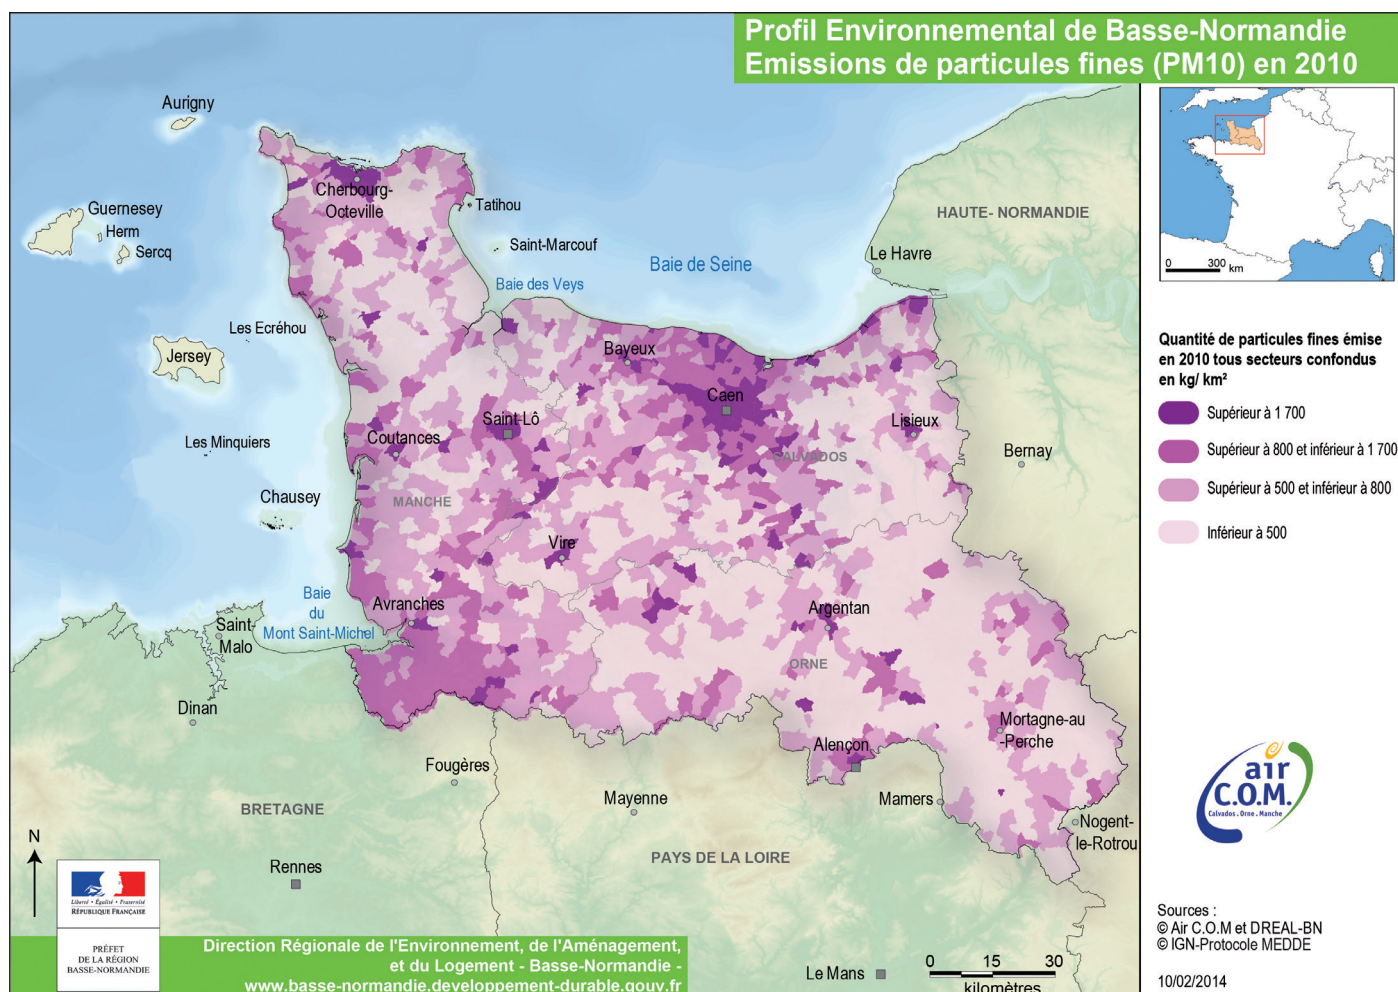 Profil Environnemental de Basse-Normandie
Emissions de particules fines (PM10) en 2010
Aurigny
Guernesey
Herm
Sercq
Cherbourg-
Octeville
Tatihou
Saint-Marcouf
Baie des Veys
Baie de Seine
HAUTE- NORMANDIE
Le Havre
Les Ecréhou
Jersey
Bayeux
Caen
Saint-Lô
Lisieux
Coutances
CALVADOS
Bernay
Les Minquiers
Chausey
MANCHE
Vire
Baie
du
Mont Saint-Michel
Avranches
Argentan
Saint-
Malo
ORNE
Dinan
Mortagne-au
-Perche
Alençon
Fougères
Mayenne
Mamers
BRETAGNE
Nogent-
le-Rotrou
PAYS DE LA LOIRE
Rennes
Le Mans
N
0 15 30
kilomètres
0 300 km
Quantité de particules fines émise
en 2010 tous secteurs confondus
en kg/ km²
Supérieur à 1 700
Supérieur à 800 et inférieur à 1 700
Supérieur à 500 et inférieur à 800
Inférieur à 500
air
C.O.M.
Calvados . Orne . Manche
Sources :
© Air C.O.M et DREAL-BN
© IGN-Protocole MEDDE
10/02/2014
Liberté • Égalité • Fraternité
RÉPUBLIQUE FRANÇAISE
PRÉFET
DE LA RÉGION
BASSE-NORMANDIE
Direction Régionale de l'Environnement, de l'Aménagement,
et du Logement - Basse-Normandie -
www.basse-normandie.developpement-durable.gouv.fr